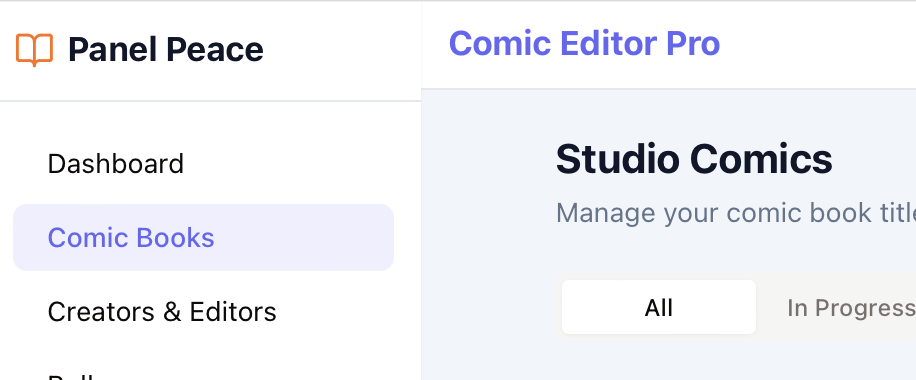 Panel Peace
Comic Editor Pro
Dashboard
Comic Books
Creators & Editors
Studio Comics
Manage your comic book
All
In Progress